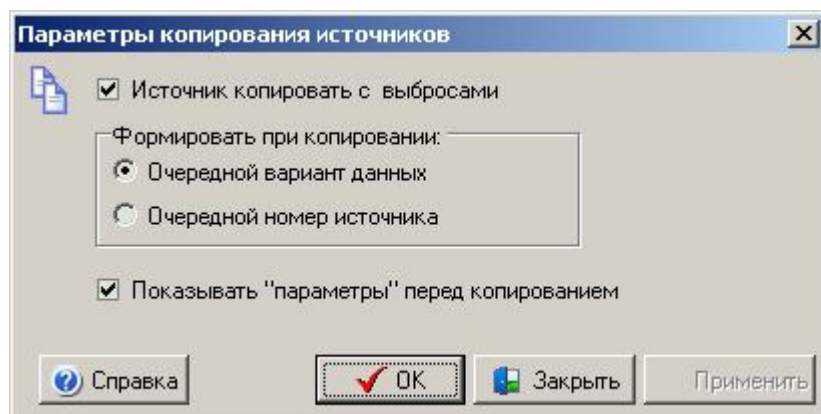 Параметры копирования источников
Источник копировать с выбросами
Формировать при копировании:
Очередной вариант данных
Очередной номер источника
Показывать "параметры" перед копированием
Справка
OK
Закрыть
Применить